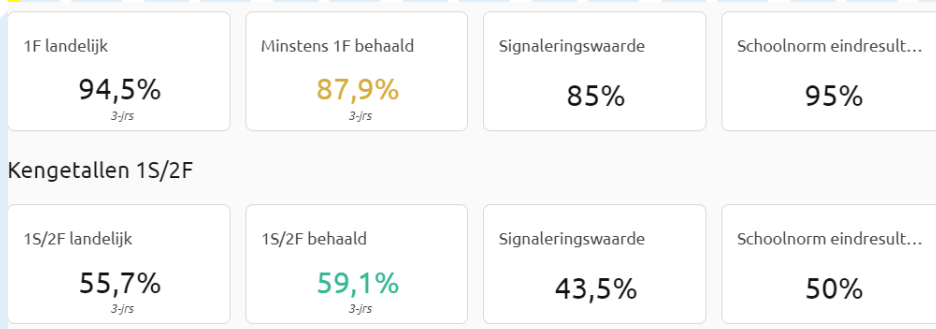 1F landelijk
94,5%
3-jrs
Minstens 1F behaald
87,9%
3-jrs
Signaleringswaarde
85%
Schoolnorm eindresult...
95%
Kengetallen 1S/2F
1S/2F landelijk
55,7%
3-jrs
1S/2F behaald
59,1%
3-jrs
Signaleringswaarde
43,5%
Schoolnorm eindresult...
50%